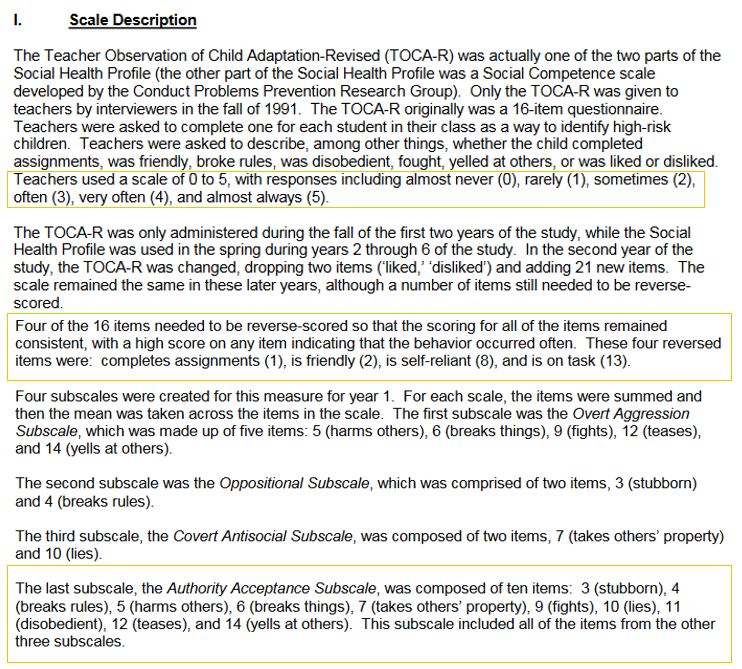 I. Scale Description
The Teacher Observation of Child Adaptation-Revised (TOCA-R) was actually one of the two parts of the
Social Health Profile (the other part of the Social Health Profile was a Social Competence scale
developed by the Conduct Problems Prevention Research Group). Only the TOCA-R was given to
teachers by interviewers in the fall of 1991. The TOCA-R originally was a 16-item questionnaire.
Teachers were asked to complete one for each student in their class as a way to identify high-risk
children. Teachers were asked to describe, among other things, whether the child completed
assignments, was friendly, broke rules, was disobedient, fought, yelled at others, or was liked or disliked.
Teachers used a scale of 0 to 5, with responses including almost never (0), rarely (1), sometimes (2),
often (3), very often (4), and almost always (5).
The TOCA-R was only administered during the fall of the first two years of the study, while the Social
Health Profile was used in the spring during years 2 through 6 of the study. In the second year of the
study, the TOCA-R was changed, dropping two items (‘liked,’ ‘disliked’) and adding 21 new items. The
scale remained the same in these later years, although a number of items still needed to be reverse-
scored.
Four of the 16 items needed to be reverse-scored so that the scoring for all of the items remained
consistent, with a high score on any item indicating that the behavior occurred often. These four reversed
items were: completes assignments (1), is friendly (2), is self-reliant (8), and is on task (13).
Four subscales were created for this measure for year 1. For each scale, the items were summed and
then the mean was taken across the items in the scale. The first subscale was the Overt Aggression
Subscale, which was made up of five items: 5 (harms others), 6 (breaks things), 9 (fights), 12 (teases),
and 14 (yells at others).
The second subscale was the Oppositional Subscale, which was comprised of two items, 3 (stubborn)
and 4 (breaks rules).
The third subscale, the Covert Antisocial Subscale, was composed of two items, 7 (takes others’ property)
and 10 (lies).
The last subscale, the Authority Acceptance Subscale, was composed of ten items: 3 (stubborn), 4
(breaks rules), 5 (harms others), 6 (breaks things), 7 (takes others’ property), 9 (fights), 10 (lies), 11
(disobedient), 12 (teases), and 14 (yells at others). This subscale included all of the items from the other
three subscales.